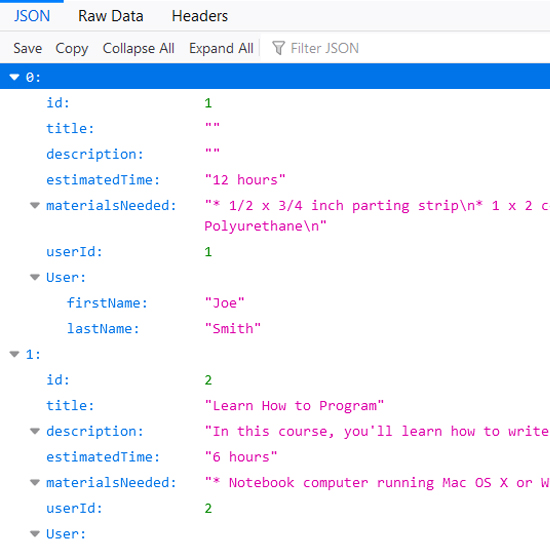 JSON Raw Data Headers
Save Copy Collapse All Expand All Filter JSON
0:
id: 1
title: ""
description: ""
estimatedTime: "12 hours"
materialsNeeded: "* 1/2 x 3/4 inch parting strip\n* 1 x 2 c
Polyurethane\n"
userId: 1
User:
firstName: "Joe"
lastName: "Smith"
1:
id: 2
title: "Learn How to Program"
description: "In this course, you'll learn how to write
estimatedTime: "6 hours"
materialsNeeded: "* Notebook computer running Mac OS X or W
userId: 2
User: